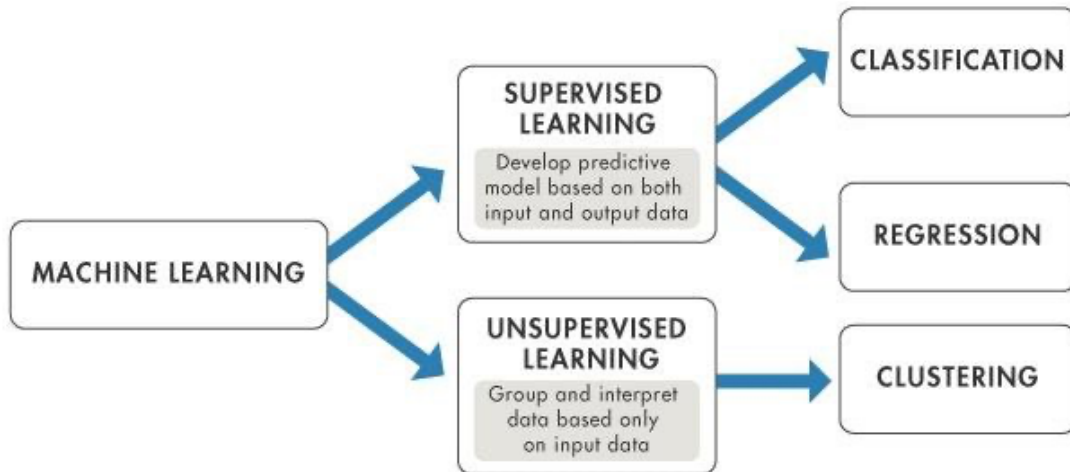 MACHINE LEARNING
SUPERVISED
LEARNING
Develop predictive
model based on both
input and output data
UNSUPERVISED
LEARNING
Group and interpret
data based only
on input data
CLASSIFICATION
REGRESSION
CLUSTERING